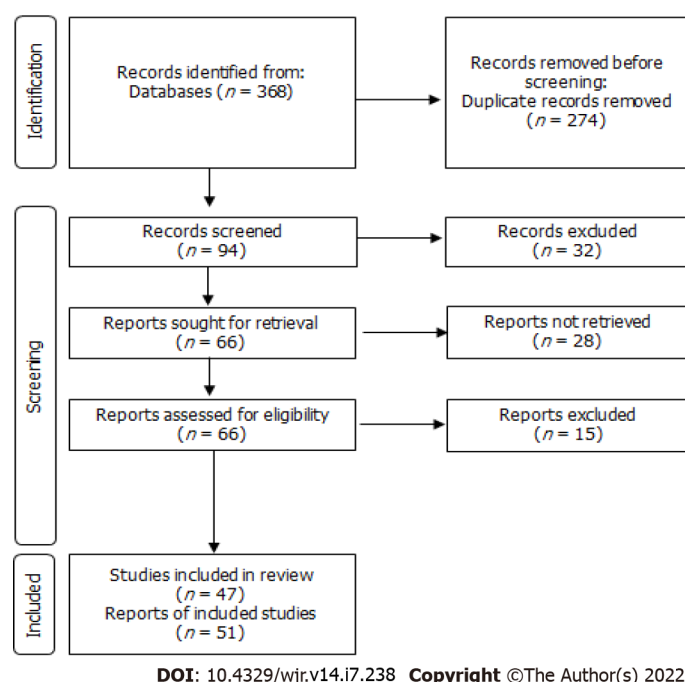 Identification
Records identified from:
Databases (n = 368)
Records removed before
screening:
Duplicate records removed
(n = 274)
Screening
Records screened
(n = 94)
Records excluded
(n = 32)
Reports sought for retrieval
(n = 66)
Reports not retrieved
(n = 28)
Reports assessed for eligibility
(n = 66)
Reports excluded
(n = 15)
Included
Studies included in review
(n = 47)
Reports of included studies
(n = 51)
DOI: 10.4329/wjr.v14.i7.238 Copyright ©The Author(s) 2022